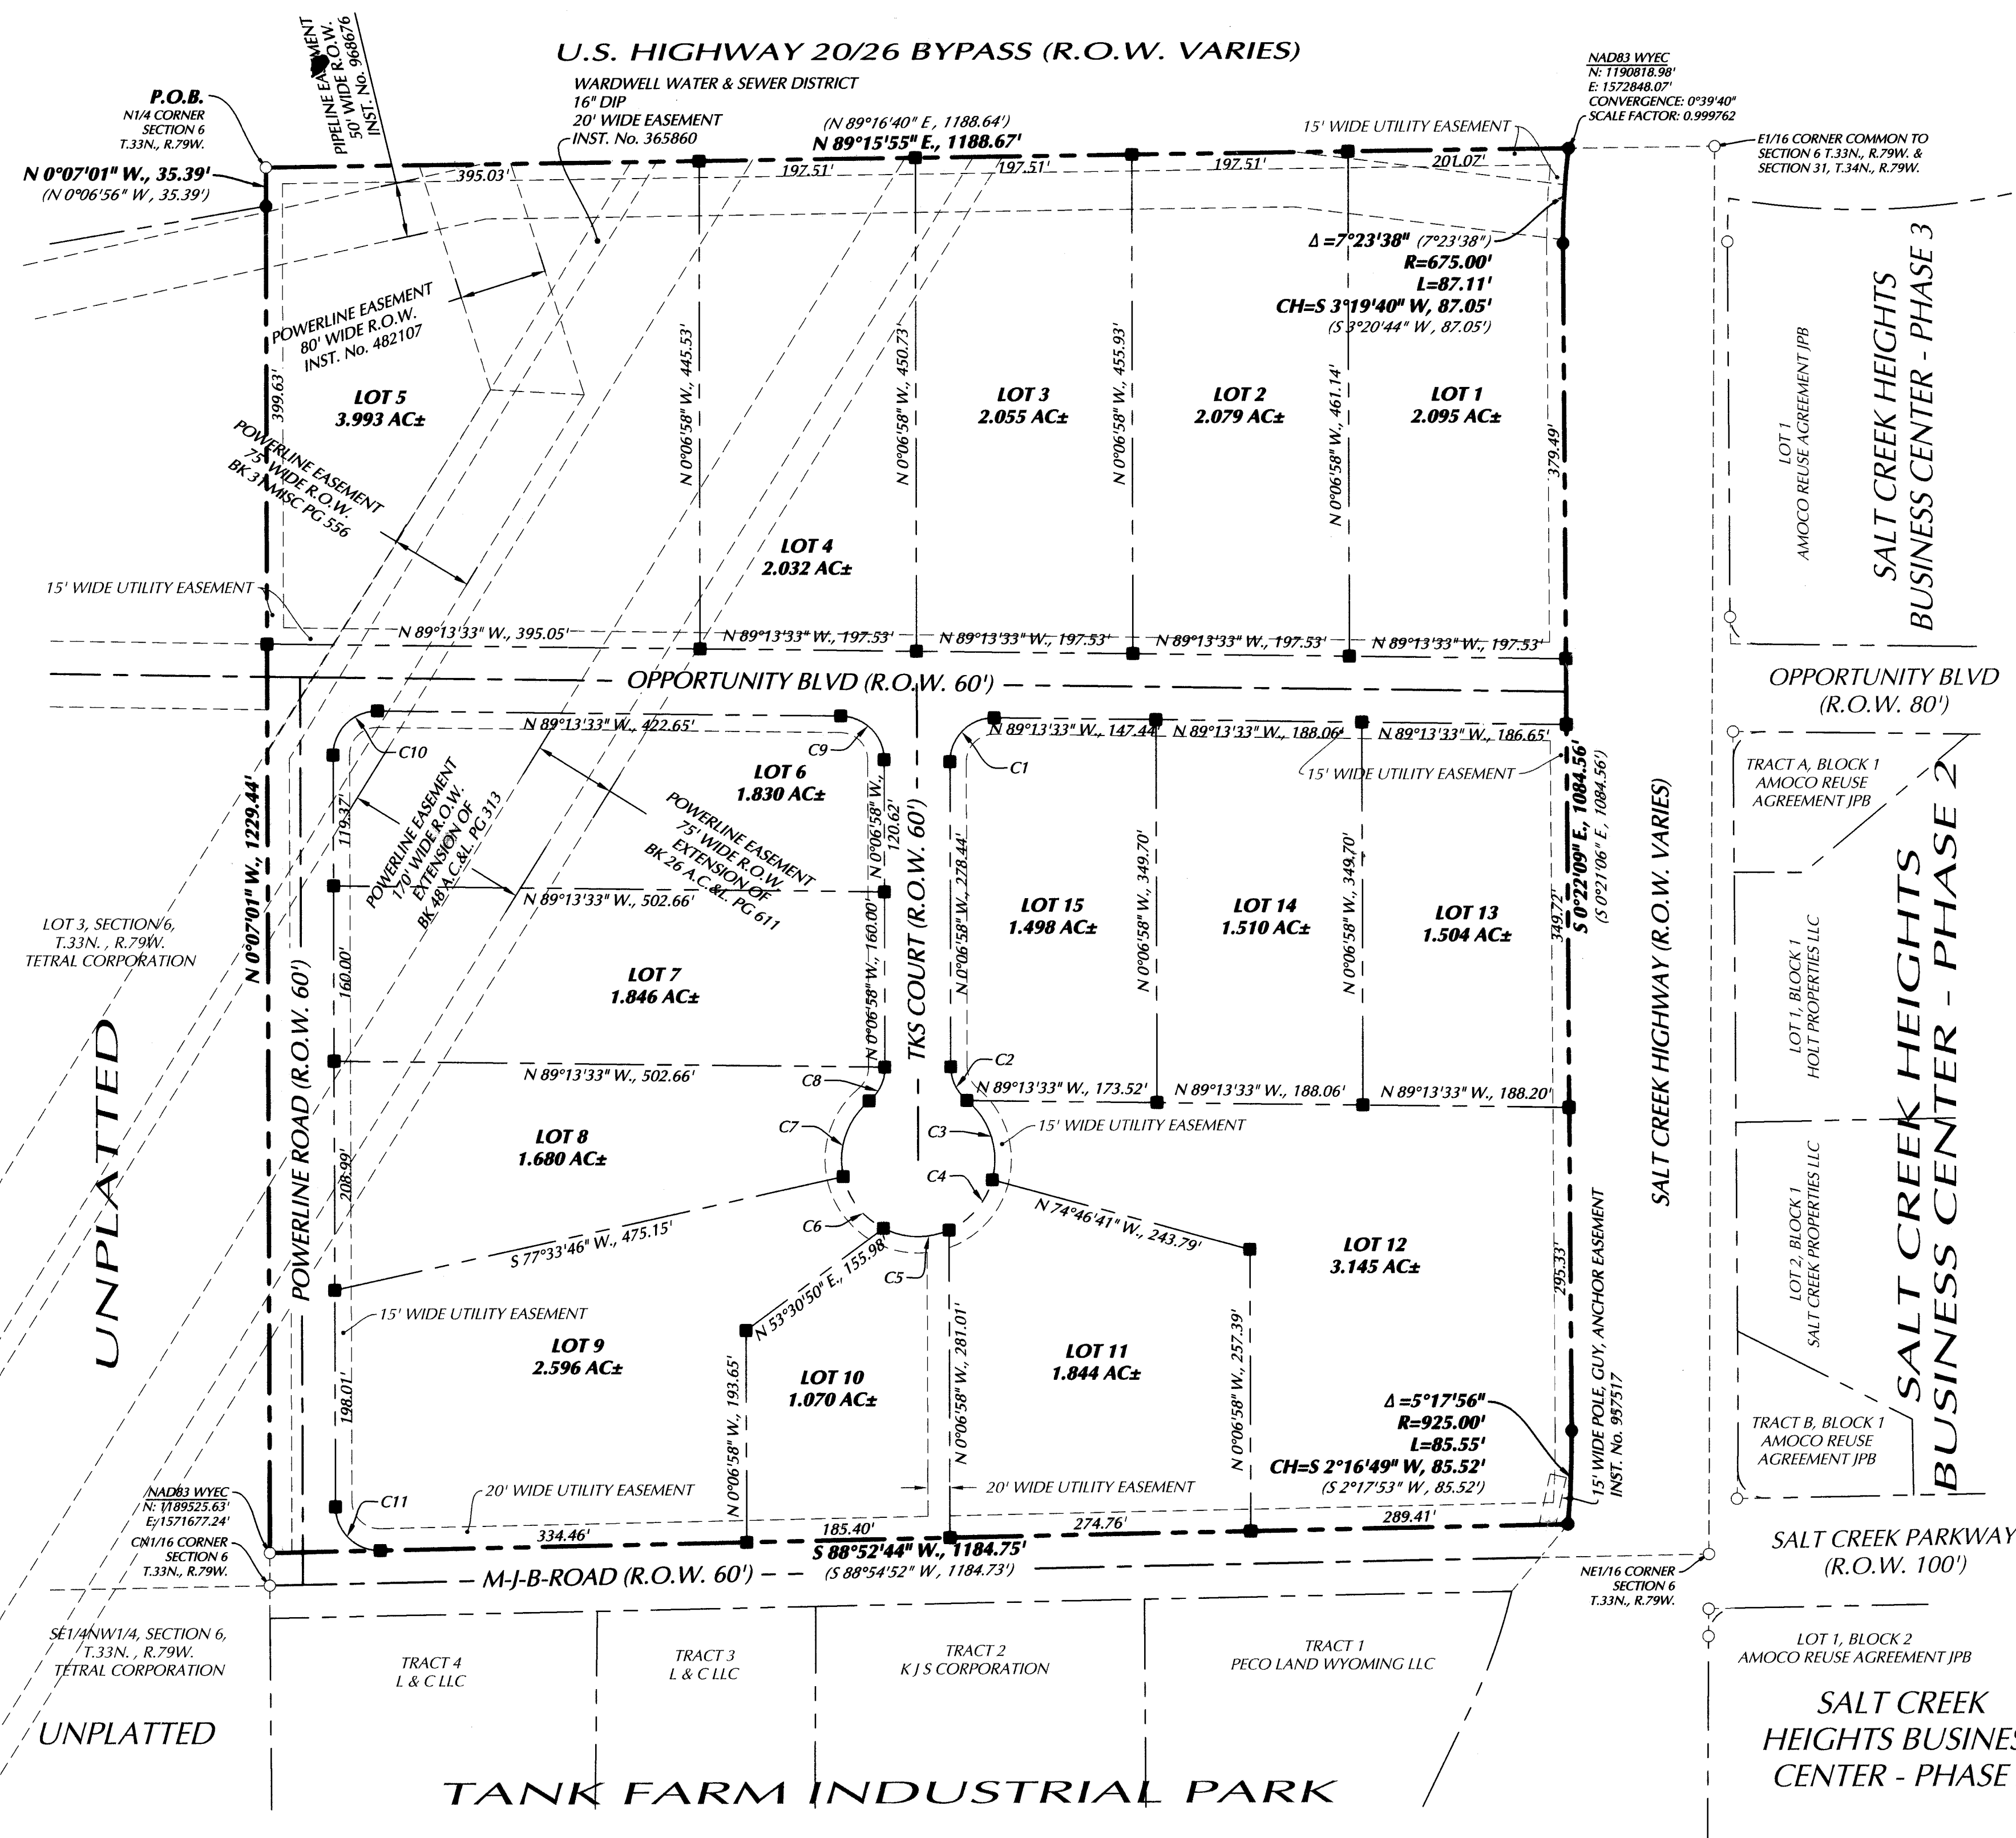 U.S. HIGHWAY 20/26 BYPASS (R.O.W. VARIES)
PIPELINE EASEMENT
50' WIDE R.O.W.
INST. No. 968676
WARDWELL WATER & SEWER DISTRICT
16" DIP
20' WIDE EASEMENT
INST. No. 365860
P.O.B.
N1/4 CORNER
SECTION 6
T.33N., R.79W.
N 0°07'01" W., 35.39'
(N 0°06'56" W , 35.39')
(N 89°16'40" E , 1188.64')
N 89°15'55" E., 1188.67'
395.03'
197.51'
197.51'
197.51'
201.07'
15' WIDE UTILITY EASEMENT
NAD83 WYEC
N: 1190818.98'
E: 1572848.07'
CONVERGENCE: 0°39'40"
SCALE FACTOR: 0.999762
E1/16 CORNER COMMON TO
SECTION 6 T.33N., R.79W. &
SECTION 31, T.34N., R.79W.
Δ =7°23'38" (7°23'38")
R=675.00'
L=87.11'
CH=S 3°19'40" W, 87.05'
(S 3°20'44" W , 87.05')
POWERLINE EASEMENT
80' WIDE R.O.W.
INST. No. 482107
399.63'
LOT 5
3.993 AC±
N 0°06'58" W., 445.53'
N 0°06'58" W., 450.73'
LOT 3
2.055 AC±
N 0°06'58" W., 455.93'
LOT 2
2.079 AC±
N 0°06'58" W., 461.14'
LOT 1
2.095 AC±
379.49'
LOT 1
AMOCO REUSE AGREEMENT JPB
SALT CREEK HEIGHTS
BUSINESS CENTER - PHASE 3
POWERLINE EASEMENT
75' WIDE R.O.W.
BK 37 MISC PG 556
LOT 4
2.032 AC±
15' WIDE UTILITY EASEMENT
N 89°13'33" W., 395.05'
N 89°13'33" W., 197.53'
N 89°13'33" W., 197.53'
N 89°13'33" W., 197.53'
N 89°13'33" W., 197.53'
OPPORTUNITY BLVD (R.O.W. 60')
OPPORTUNITY BLVD
(R.O.W. 80')
N 89°13'33" W., 422.65'
N 89°13'33" W., 147.44'
N 89°13'33" W., 188.06'
N 89°13'33" W., 186.65'
C10
C9
C1
15' WIDE UTILITY EASEMENT
N 0°07'01" W., 1229.44'
119.37'
POWERLINE EASEMENT
170' WIDE R.O.W.
EXTENSION OF
BK 48 A.C.&L. PG 313
LOT 6
1.830 AC±
POWERLINE EASEMENT
75' WIDE R.O.W.
EXTENSION OF
BK 26 A.C.&L. PG 611
N 0°06'58" W.,
120.62'
TKS COURT (R.O.W. 60')
N 0°06'58" W., 278.44'
LOT 15
1.498 AC±
N 0°06'58" W., 349.70'
LOT 14
1.510 AC±
N 0°06'58" W., 349.70'
LOT 13
1.504 AC±
349.72'
S 0°22'09" E., 1084.56'
(S 0°21'06" E , 1084.56')
SALT CREEK HIGHWAY (R.O.W. VARIES)
TRACT A, BLOCK 1
AMOCO REUSE
AGREEMENT JPB
LOT 1, BLOCK 1
HOLT PROPERTIES LLC
SALT CREEK HEIGHTS
BUSINESS CENTER - PHASE 2
N 89°13'33" W., 502.66'
LOT 3, SECTION 6,
T.33N. , R.79W.
TETRAL CORPORATION
UNPLATTED
POWERLINE ROAD (R.O.W. 60')
160.00'
LOT 7
1.846 AC±
N 0°06'58" W., 160.00'
N 89°13'33" W., 502.66'
C8
C2
N 89°13'33" W., 173.52'
N 89°13'33" W., 188.06'
N 89°13'33" W., 188.20'
C7
C3
15' WIDE UTILITY EASEMENT
LOT 8
1.680 AC±
208.99'
C4
C6
C5
S 77°33'46" W., 475.15'
N 74°46'41" W., 243.79'
LOT 12
3.145 AC±
295.33'
15' WIDE POLE, GUY, ANCHOR EASEMENT
INST. No. 957517
LOT 2, BLOCK 1
SALT CREEK PROPERTIES LLC
15' WIDE UTILITY EASEMENT
N 53°30'50" E., 155.98'
LOT 9
2.596 AC±
198.01'
N 0°06'58" W., 193.65'
LOT 10
1.070 AC±
N 0°06'58" W., 281.01'
LOT 11
1.844 AC±
N 0°06'58" W., 257.39'
Δ =5°17'56"
R=925.00'
L=85.55'
CH=S 2°16'49" W, 85.52'
(S 2°17'53" W , 85.52')
TRACT B, BLOCK 1
AMOCO REUSE
AGREEMENT JPB
C11
20' WIDE UTILITY EASEMENT
20' WIDE UTILITY EASEMENT
NAD83 WYEC
N: 1189525.63'
E: 1571677.24'
CN1/16 CORNER
SECTION 6
T.33N., R.79W.
334.46'
185.40'
274.76'
289.41'
S 88°52'44" W., 1184.75'
(S 88°54'52" W , 1184.73')
M-J-B-ROAD (R.O.W. 60')
SALT CREEK PARKWAY
(R.O.W. 100')
NE1/16 CORNER
SECTION 6
T.33N., R.79W.
SE1/4NW1/4, SECTION 6,
T.33N. , R.79W.
TETRAL CORPORATION
UNPLATTED
TRACT 4
L & C LLC
TRACT 3
L & C LLC
TRACT 2
K J S CORPORATION
TRACT 1
PECO LAND WYOMING LLC
LOT 1, BLOCK 2
AMOCO REUSE AGREEMENT JPB
SALT CREEK
HEIGHTS BUSINES
CENTER - PHASE
TANK FARM INDUSTRIAL PARK